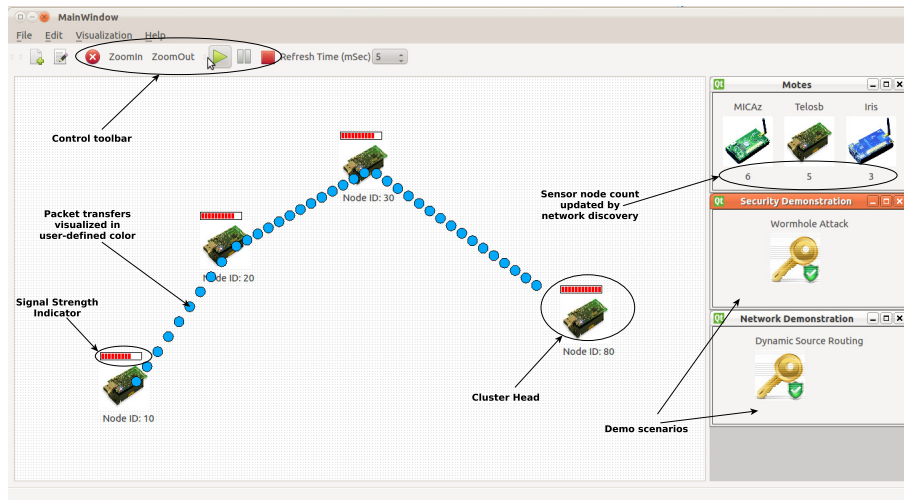 MainWindow
File Edit Visualization Help
ZoomIn ZoomOut Refresh Time (mSec) 5
Control toolbar
Node ID: 30
Packet transfers
visualized in
user-defined color
Node ID: 20
Signal Strength
Indicator
Node ID: 10
Node ID: 80
Cluster Head
Sensor node count
updated by
network discovery
Demo scenarios
Qt Motes
MICAz Telosb Iris
6 5 3
Qt Security Demonstration
Wormhole Attack
Qt Network Demonstration
Dynamic Source Routing